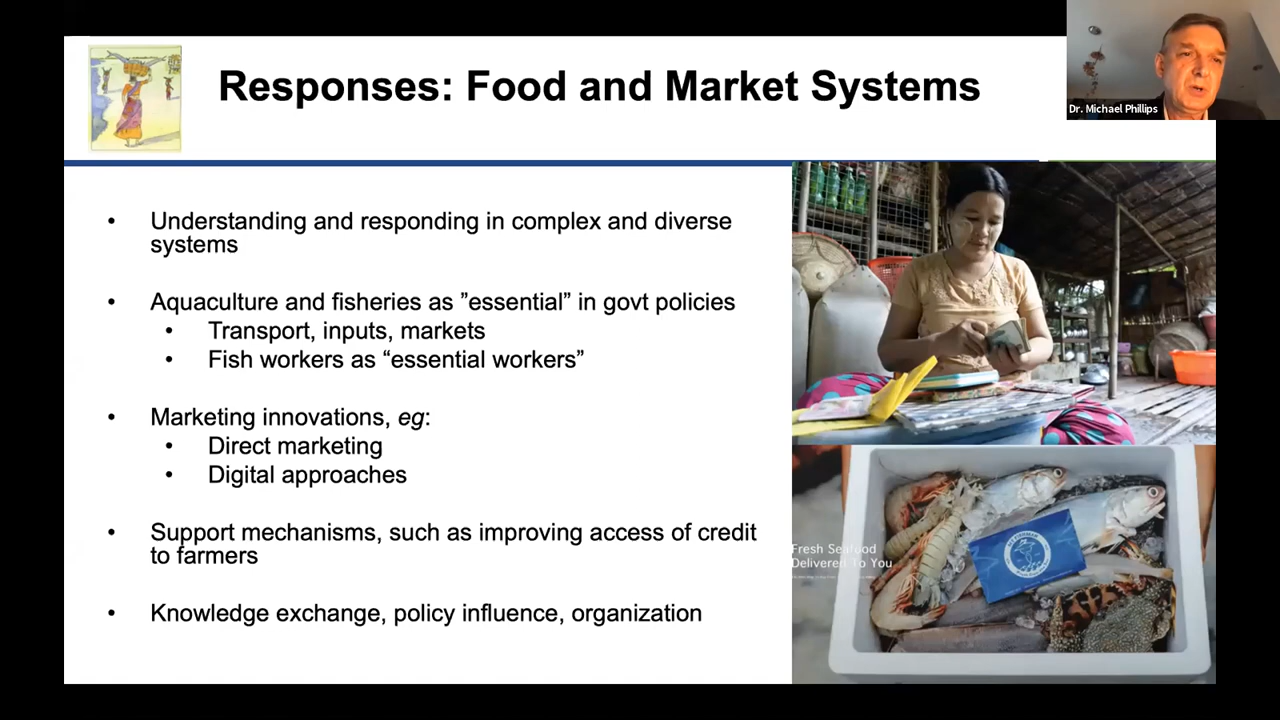 Responses: Food and Market Systems
Dr. Michael Phillips
• Understanding and responding in complex and diverse
systems
• Aquaculture and fisheries as ”essential” in govt policies
• Transport, inputs, markets
• Fish workers as “essential workers”
• Marketing innovations, eg:
• Direct marketing
• Digital approaches
• Support mechanisms, such as improving access of credit
to farmers
• Knowledge exchange, policy influence, organization
Fresh Seafood
Delivered To You